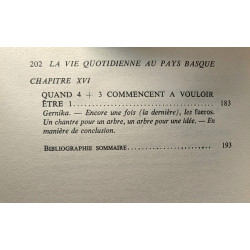 202 LA VIE QUOTIDIENNE AU PAYS BASQUE
CHAPITRE XVI
QUAND 4 + 3 COMMENCENT A VOULOIR
ÊTRE 1 . . . . . . . . . . . . . . . . . . . . . . . . 183
Gernika. — Encore une fois (la dernière), les fueros.
Un chantre pour un arbre, un arbre pour une idée. — En
manière de conclusion.
BIBLIOGRAPHIE SOMMAIRE . . . . . . . . . . . . . . . . 193